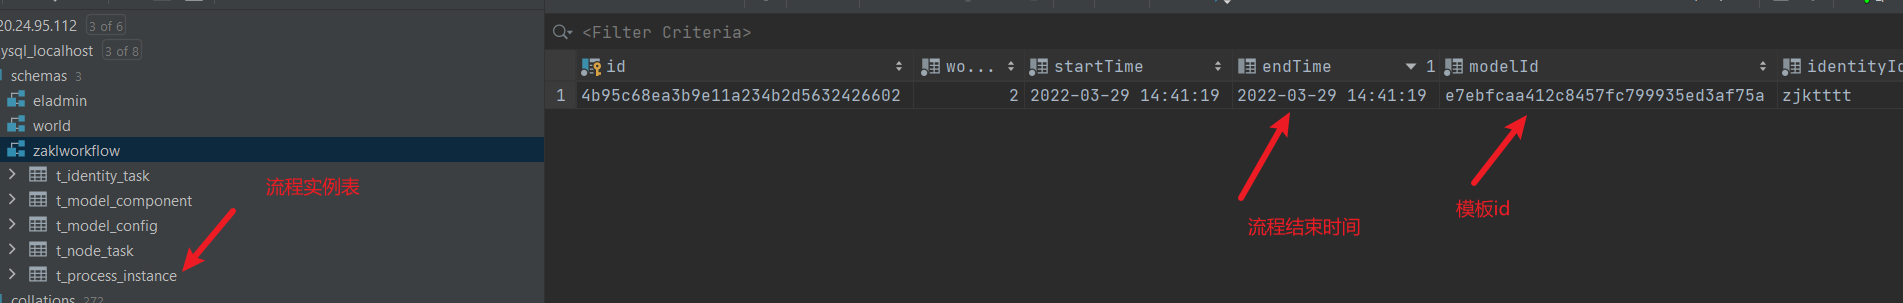 20.24.95.112 3 of 6
ysql_localhost 3 of 8
schemas 3
eladmin
world
zaklworkflow
t_identity_task
t_model_component
t_model_config
t_node_task
t_process_instance
collations 272
流程实例表
<Filter Criteria>
id wo... startTime endTime 1 modelId identityId
1 4b95c68ea3b9e11a234b2d5632426602 2 2022-03-29 14:41:19 2022-03-29 14:41:19 e7ebfcaa412c8457fc799935ed3af75a zjktttt
流程结束时间
模板id